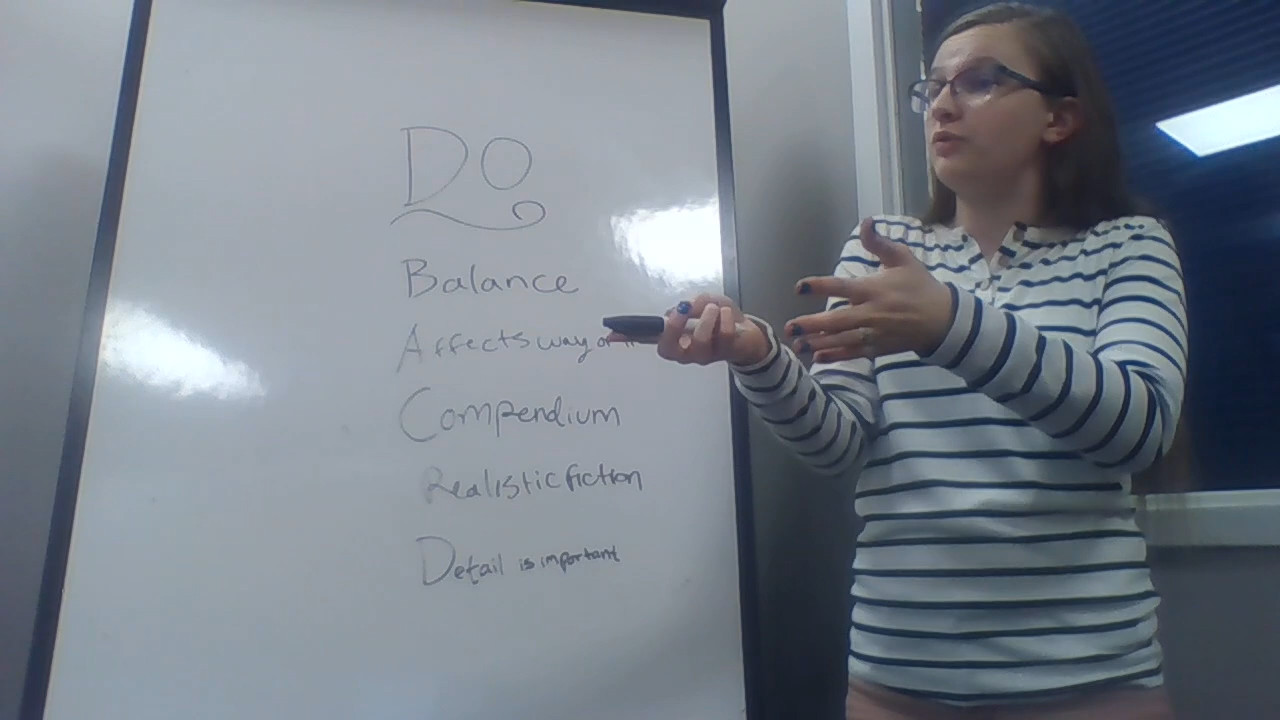 DO
Balance
Affects way of
Compendium
Realistic fiction
Detail is important